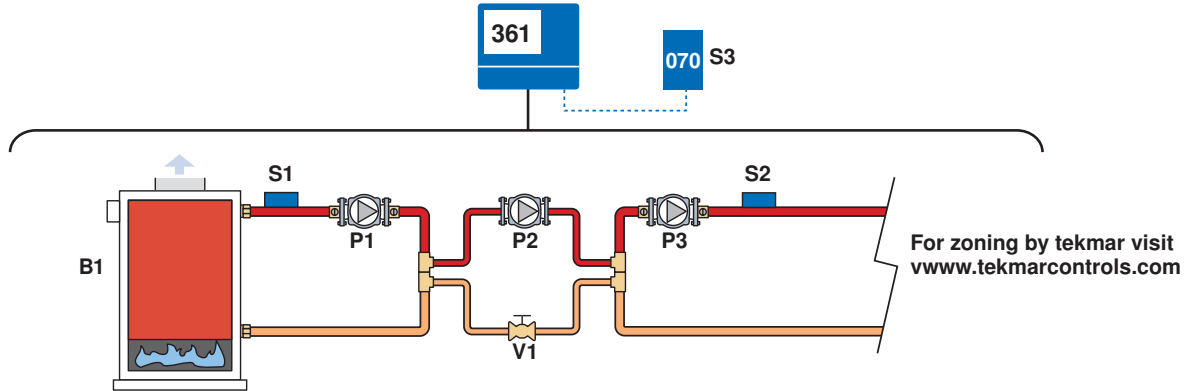 361
070 S3
S1
S2
P1
P2
P3
B1
For zoning by tekmar visit
vwww.tekmarcontrols.com
V1